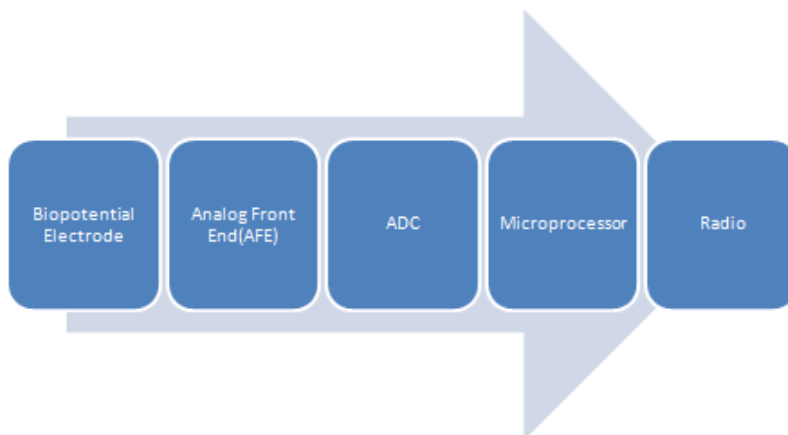 Biopotential
Electrode
Analog Front
End(AFE)
ADC
Microprocessor
Radio